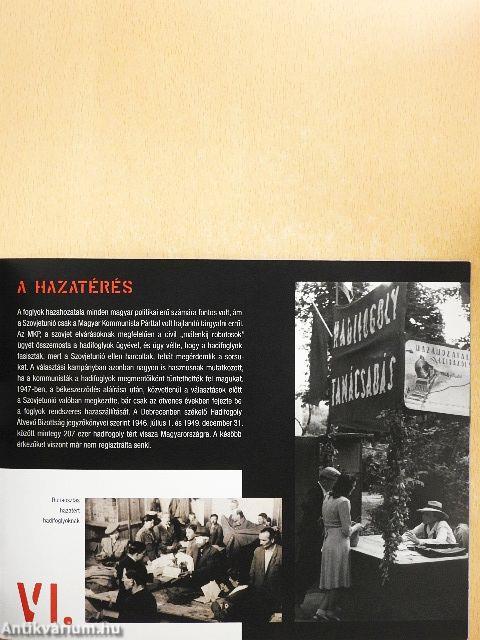 A HAZATÉRÉS
A foglyok hazahozatala minden magyar politikai erő számára fontos volt, ám
a Szovjetunió csak a Magyar Kommunista Párttal volt hajlandó tárgyalni erről.
Az MKP, a szovjet elvárásoknak megfelelően a civil „málenkij robotosok"
ügyét összemosta a hadifoglyok ügyével, és úgy vélte, hogy a hadifoglyok
fasiszták, mert a Szovjetunió ellen harcoltak, tehát megérdemlik a sorsu-
kat. A választási kampányban azonban nagyon is hasznosnak mutatkozott,
ha a kommunisták a hadifoglyok megmentőiként tüntethették fel magukat.
1947-ben, a békeszerződés aláírása után, közvetlenül a választások előtt
a Szovjetunió valóban megkezdte, bár csak az ötvenes években fejezte be
a foglyok rendszeres hazaszállítását. A Debrecenben székelő Hadifogoly
Átvevő Bizottság jegyzőkönyvei szerint 1946. július 1. és 1949. december 31.
között mintegy 207 ezer hadifogoly tért vissza Magyarországra. A később
érkezőket viszont már nem regisztrálta senki.
HADIFOGOLY
TANÁCSADÁS
Ruhaosztás
hazatért
hadifoglyoknak
VI.
Antikvarium.hu